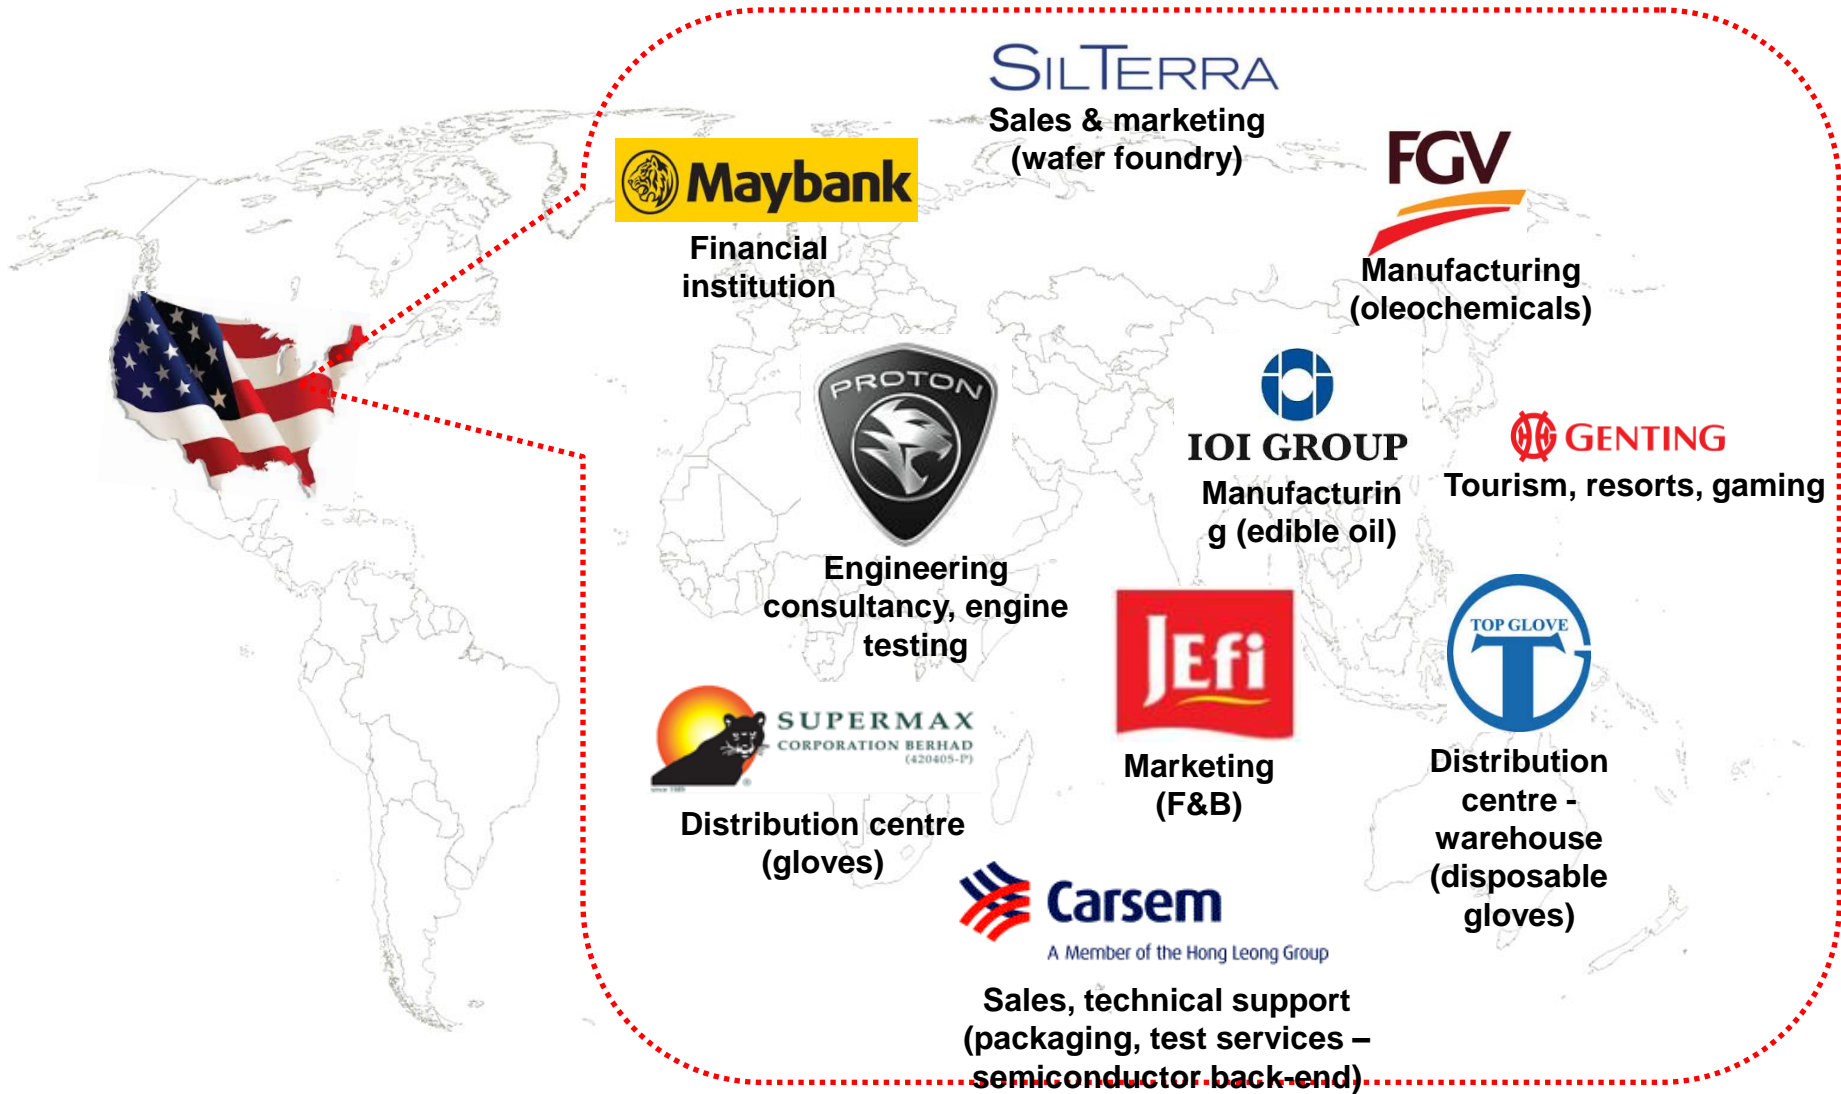 SILTERRA
Sales & marketing
(wafer foundry)
Maybank
Financial
institution
FGV
Manufacturing
(oleochemicals)
PROTON
Engineering
consultancy, engine
testing
IOI GROUP
Manufacturin
g (edible oil)
GENTING
Tourism, resorts, gaming
SUPERMAX
CORPORATION BERHAD
(420405-P)
since 1989
®
Distribution centre
(gloves)
JEfi
Marketing
(F&B)
TOP GLOVE
Distribution
centre -
warehouse
(disposable
gloves)
Carsem
A Member of the Hong Leong Group
Sales, technical support
(packaging, test services –
semiconductor back-end)